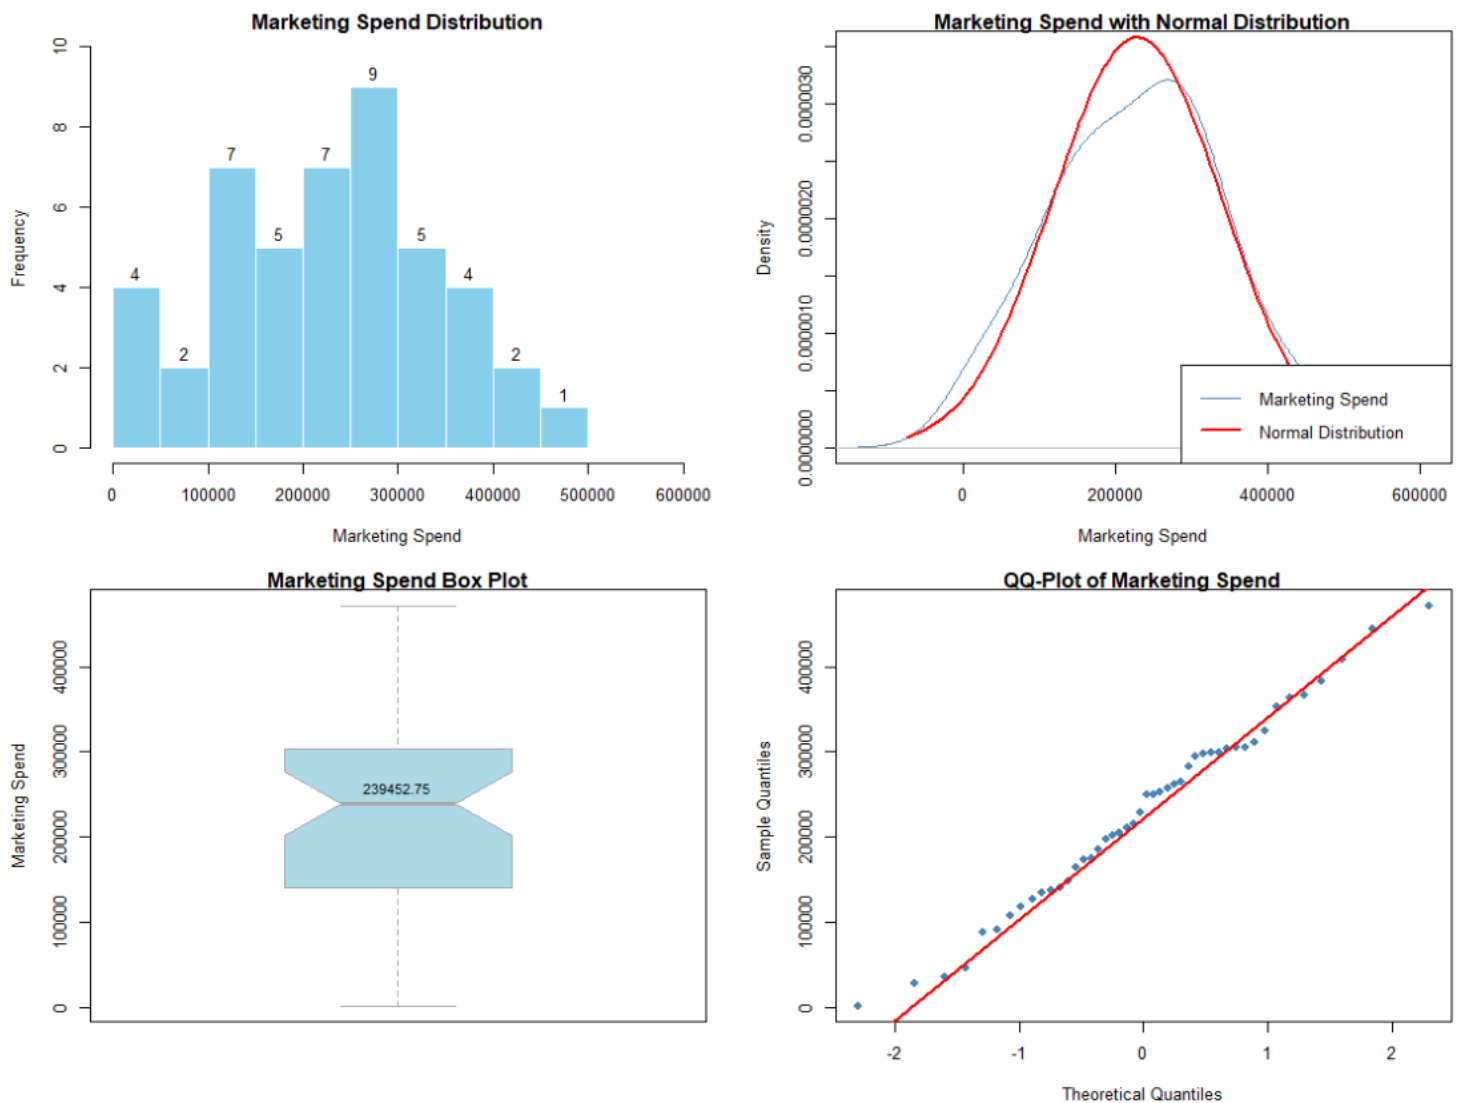 Marketing Spend Distribution
10
8
6
4
2
0
Frequency
4
2
7
5
7
9
5
4
2
1
0 100000 200000 300000 400000 500000 600000
Marketing Spend
Marketing Spend with Normal Distribution
0.0000030
0.0000020
0.0000010
0.0000000
Density
Marketing Spend
Normal Distribution
0 200000 400000 600000
Marketing Spend
Marketing Spend Box Plot
400000
300000
200000
100000
0
Marketing Spend
239452.75
QQ-Plot of Marketing Spend
400000
300000
200000
100000
0
Sample Quantiles
-2 -1 0 1 2
Theoretical Quantiles